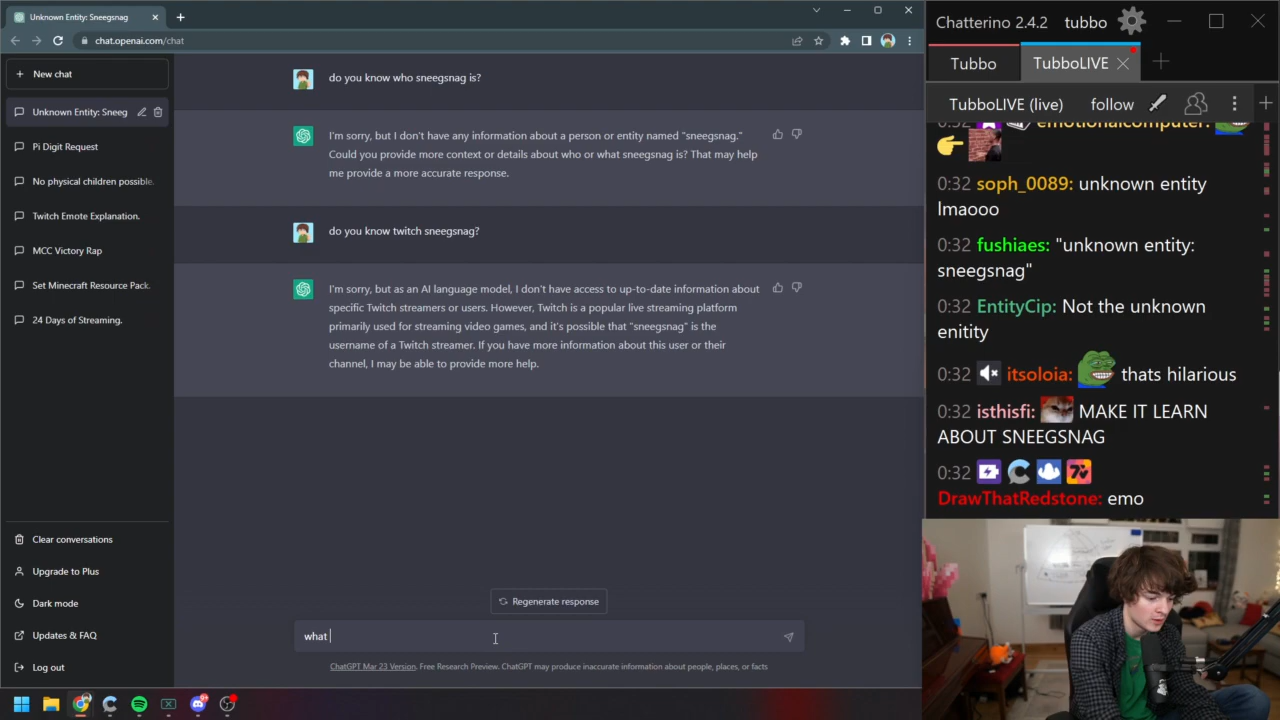 Unknown Entity: Sneegsnag
chat.openai.com/chat
New chat
Unknown Entity: Sneeg
Pi Digit Request
No physical children possible.
Twitch Emote Explanation.
MCC Victory Rap
Set Minecraft Resource Pack.
24 Days of Streaming.
Clear conversations
Upgrade to Plus
Dark mode
Updates & FAQ
Log out
do you know who sneegsnag is?
I'm sorry, but I don't have any information about a person or entity named "sneegsnag."
Could you provide more context or details about who or what sneegsnag is? That may help
me provide a more accurate response.
do you know twitch sneegsnag?
I'm sorry, but as an AI language model, I don't have access to up-to-date information about
specific Twitch streamers or users. However, Twitch is a popular live streaming platform
primarily used for streaming video games, and it's possible that "sneegsnag" is the
username of a Twitch streamer. If you have more information about this user or their
channel, I may be able to provide more help.
Regenerate response
what
ChatGPT Mar 23 Version. Free Research Preview. ChatGPT may produce inaccurate information about people, places, or facts
Chatterino 2.4.2 tubbo
Tubbo TubboLIVE
TubboLIVE (live) follow
0:32 emotionalcomputer:
0:32 soph_0089: unknown entity
lmaooo
0:32 fushiaes: "unknown entity:
sneegsnag"
0:32 EntityCip: Not the unknown
enitity
0:32 itsoloia: thats hilarious
0:32 isthisfi: MAKE IT LEARN
ABOUT SNEEGSNAG
0:32
DrawThatRedstone: emo